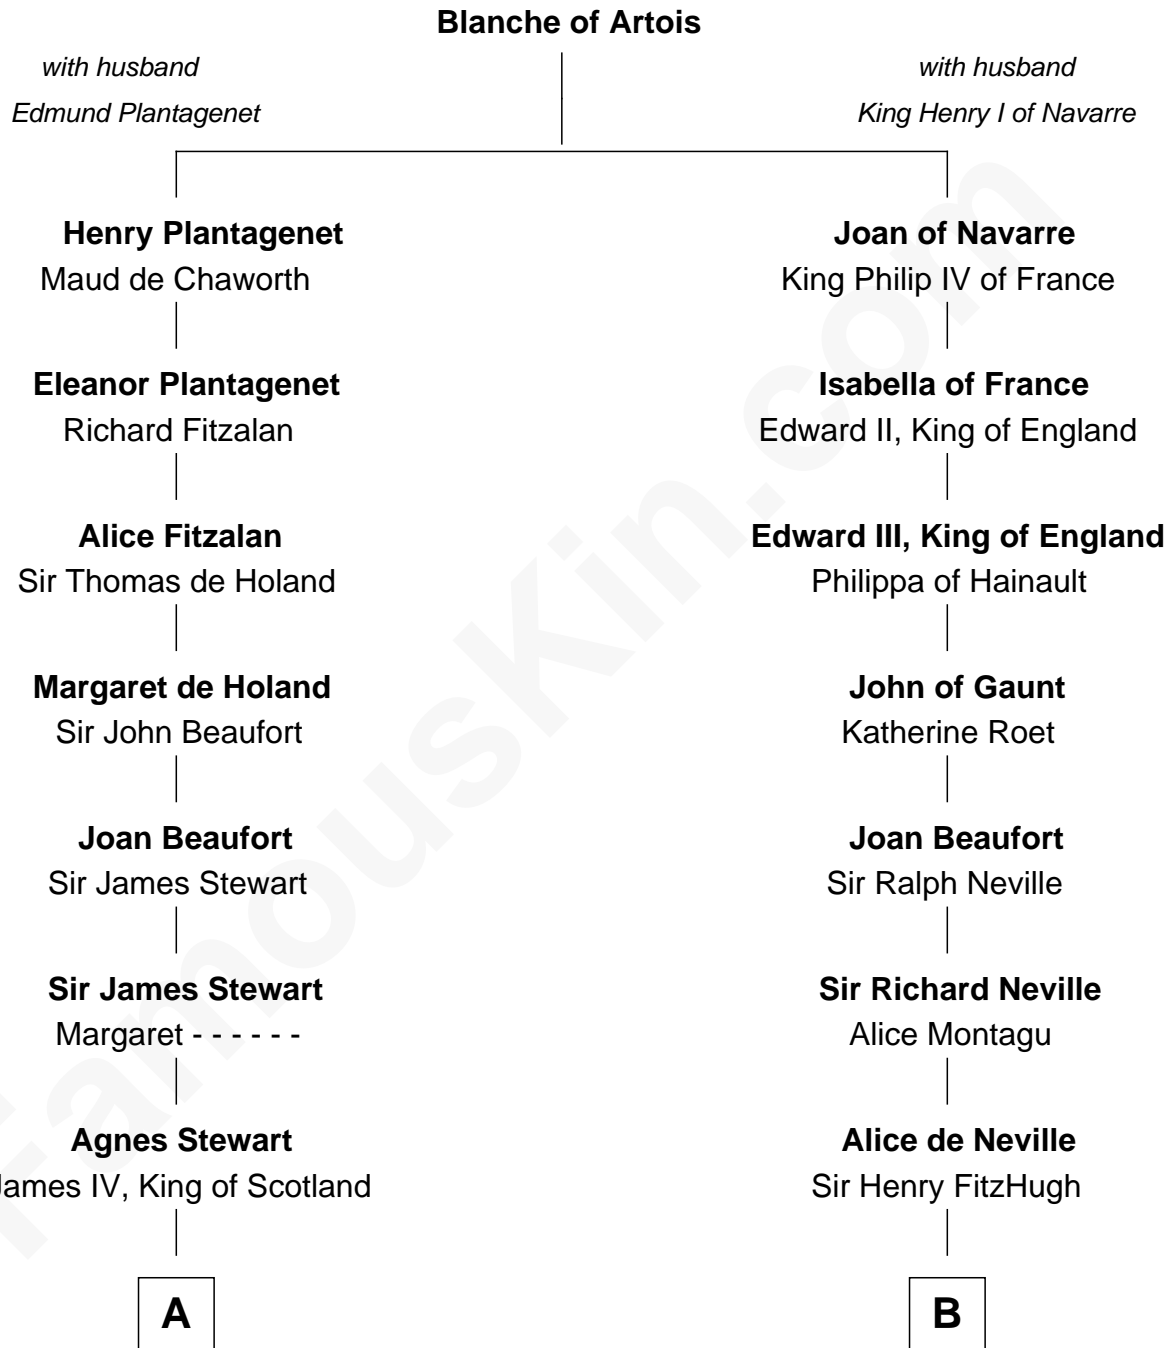 Blanche of Artois
with husband
Edmund Plantagenet
with husband
King Henry I of Navarre
Henry Plantagenet
Maud de Chaworth
Joan of Navarre
King Philip IV of France
Eleanor Plantagenet
Richard Fitzalan
Isabella of France
Edward II, King of England
Alice Fitzalan
Sir Thomas de Holand
Edward III, King of England
Philippa of Hainault
Margaret de Holand
Sir John Beaufort
John of Gaunt
Katherine Roet
Joan Beaufort
Sir James Stewart
Joan Beaufort
Sir Ralph Neville
Sir James Stewart
Margaret - - - - - -
Sir Richard Neville
Alice Montagu
Agnes Stewart
James IV, King of Scotland
Alice de Neville
Sir Henry FitzHugh
A
B
FamousKin.com